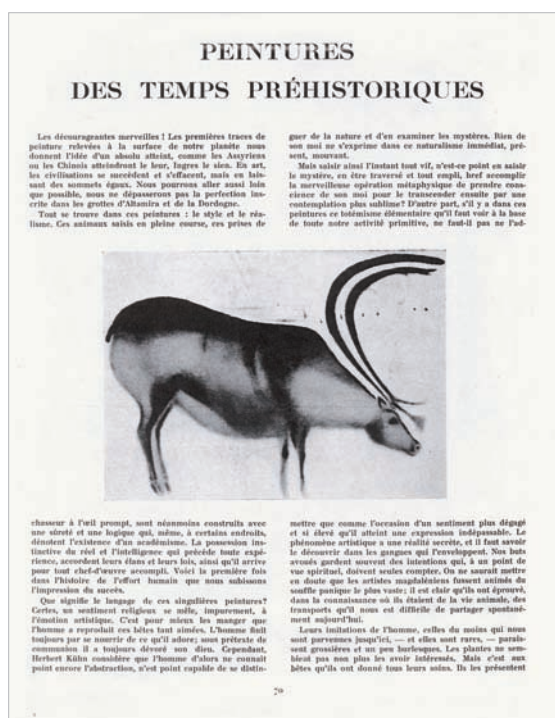 PEINTURES
DES TEMPS PRÉHISTORIQUES
Les décourageantes merveilles ! Les premières traces de
peinture relevées à la surface de notre planète nous
donnent l'idée d'un absolu atteint, comme les Assyriens
ou les Chinois atteindront le leur, Ingres le sien. En art,
les civilisations se succèdent et s'effacent, mais en lais-
sant des sommets égaux. Nous pourrons aller aussi loin
que possible, nous ne dépasserons pas la perfection ins-
crite dans les grottes d'Altamira et de la Dordogne.
Tout se trouve dans ces peintures : le style et le réa-
lisme. Ces animaux saisis en pleine course, ces prises de
chasseur à l'œil prompt, sont néanmoins construits avec
une sûreté et une logique qui, même, à certains endroits,
dénotent l'existence d'un académisme. La possession ins-
tinctive du réel et l'intelligence qui précède toute expé-
rience, accordent leurs élans et leurs lois, ainsi qu'il arrive
pour tout chef-d'œuvre accompli. Voici la première fois
dans l'histoire de l'effort humain que nous subissons
l'impression du succès.
Que signifie le langage de ces singulières peintures?
Certes, un sentiment religieux se mêle, impurement, à
l'émotion artistique. C'est pour mieux les manger que
l'homme a reproduit ces bêtes tant aimées. L'homme finit
toujours par se nourrir de ce qu'il adore; sous prétexte de
communion il a toujours dévoré son dieu. Cependant,
Herbert Kühn considère que l'homme d'alors ne connaît
point encore l'abstraction, n'est point capable de se distin-
guer de la nature et d'en examiner les mystères. Rien de
son moi ne s'exprime dans ce naturalisme immédiat, pré-
sent, mouvant.
Mais saisir ainsi l'instant tout vif, n'est-ce point en saisir
le mystère, en être traversé et tout empli, bref accomplir
la merveilleuse opération métaphysique de prendre cons-
cience de son moi pour le transcender ensuite par une
contemplation plus sublime? D'autre part, s'il y a dans ces
peintures ce totémisme élémentaire qu'il faut voir à la base
de toute notre activité primitive, ne faut-il pas ne l'ad-
mettre que comme l'occasion d'un sentiment plus dégagé
et si élevé qu'il atteint une expression indépassable. Le
phénomène artistique a une réalité secrète, et il faut savoir
le découvrir dans les gangues qui l'enveloppent. Nos buts
avoués gardent souvent des intentions qui, à un point de
vue spirituel, doivent seules compter. On ne saurait mettre
en doute que les artistes magdaléniens fussent animés du
souffle panique le plus vaste; il est clair qu'ils ont éprouvé,
dans la connaissance où ils étaient de la vie animale, des
transports qu'il nous est difficile de partager spontané-
ment aujourd'hui.
Leurs imitations de l'homme, celles du moins qui nous
sont parvenues jusqu'ici, — et elles sont rares, — parais-
sent grossières et un peu burlesques. Les plantes ne sem-
blent pas non plus les avoir intéressés. Mais c'est aux
bêtes qu'ils ont donné tous leurs soins. Ils les présentent